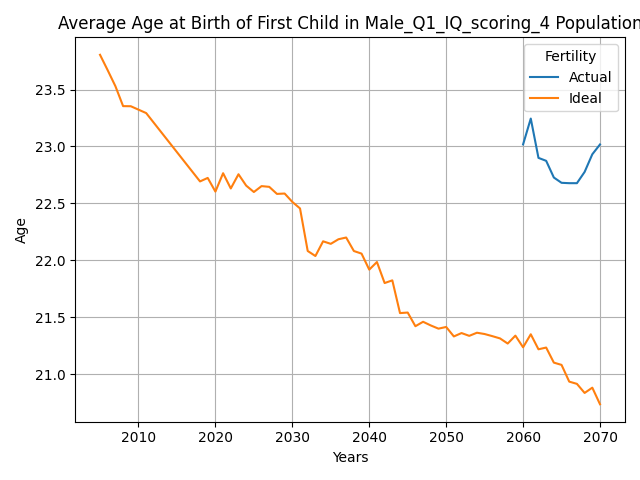 Average Age at Birth of First Child in Male_Q1_IQ_scoring_4 Population
Fertility
Actual
Ideal
23.5
23.0
22.5
22.0
21.5
21.0
Age
2010 2020 2030 2040 2050 2060 2070
Years